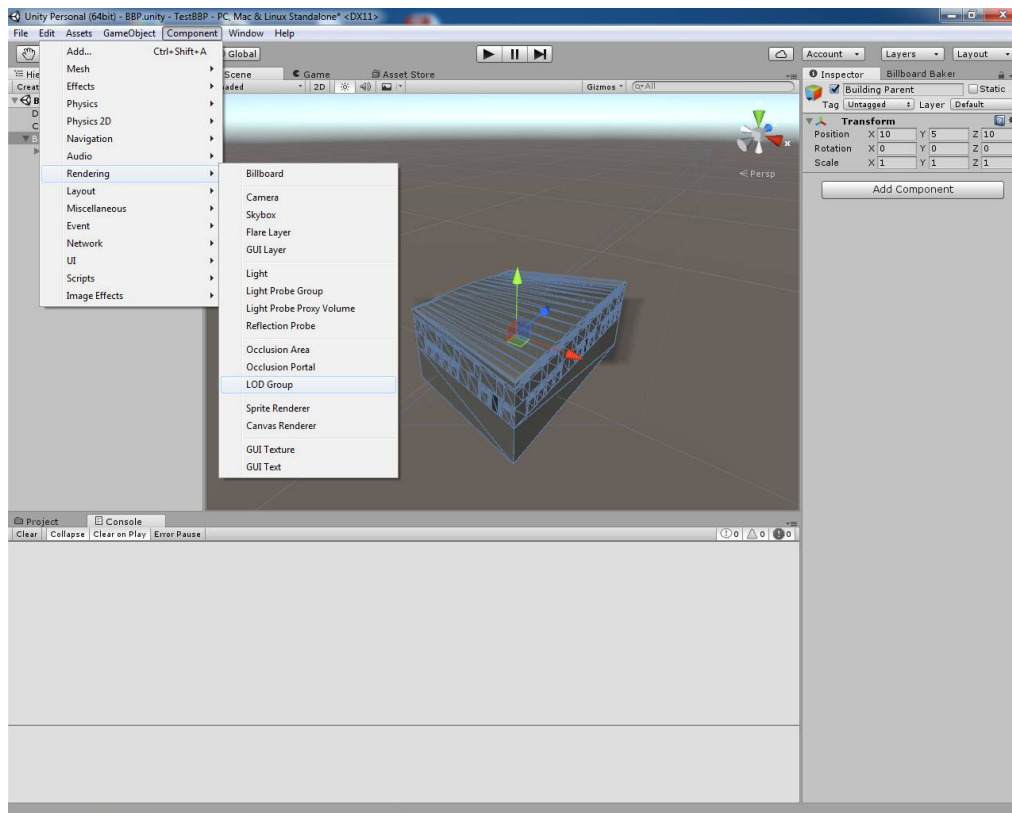 Unity Personal (64bit) - BBP.unity - TestBBP - PC, Mac & Linux Standalone* <DX11>
File Edit Assets GameObject Component Window Help
Global
Account Layers Layout
Add... Ctrl+Shift+A
Mesh
Effects
Physics
Physics 2D
Navigation
Audio
Rendering
Layout
Miscellaneous
Event
Network
UI
Scripts
Image Effects
Billboard
Camera
Skybox
Flare Layer
GUI Layer
Light
Light Probe Group
Light Probe Proxy Volume
Reflection Probe
Occlusion Area
Occlusion Portal
LOD Group
Sprite Renderer
Canvas Renderer
GUI Texture
GUI Text
Hie
Creat
B
D
C
B
Scene Game Asset Store
aded 2D Gizmos All
x
Persp
Inspector Billboard Baker
Building Parent Static
Tag Untagged Layer Default
Transform
Position X 10 Y 5 Z 10
Rotation X 0 Y 0 Z 0
Scale X 1 Y 1 Z 1
Add Component
Project Console
Clear Collapse Clear on Play Error Pause 0 0 0